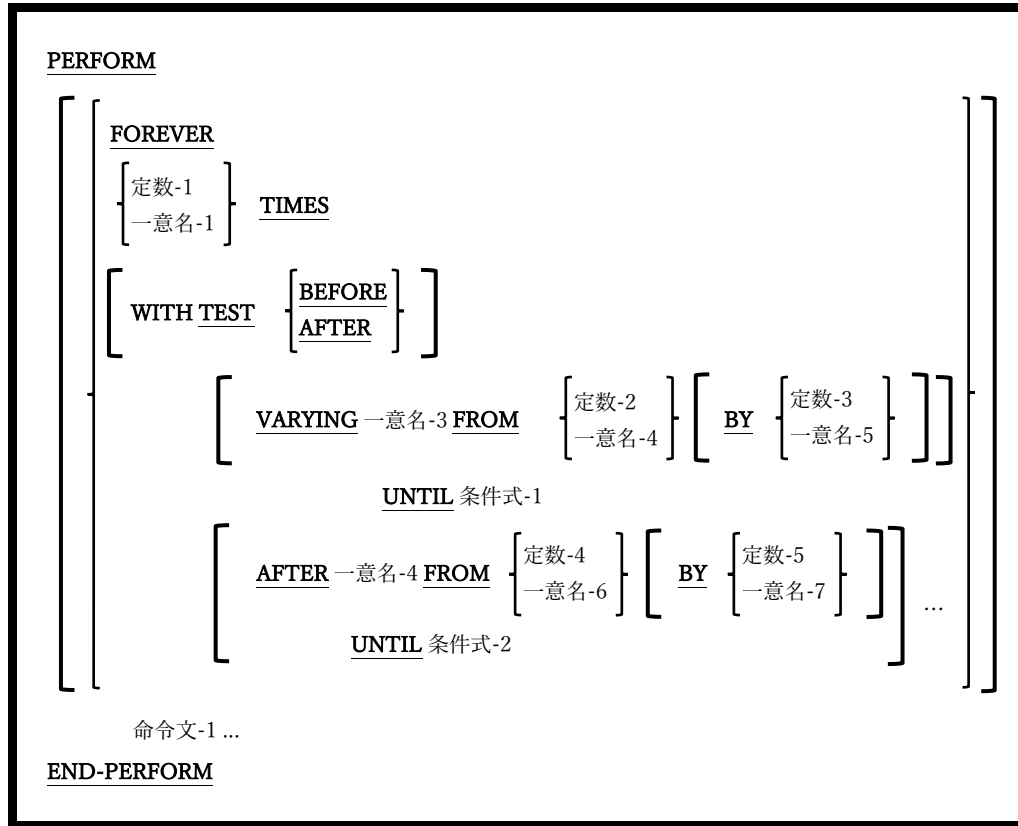 PERFORM
FOREVER
定数-1
一意名-1
TIMES
WITH TEST
BEFORE
AFTER
VARYING 一意名-3 FROM
定数-2
一意名-4
BY
定数-3
一意名-5
UNTIL 条件式-1
AFTER 一意名-4 FROM
定数-4
一意名-6
BY
定数-5
一意名-7
...
UNTIL 条件式-2
命令文-1 ...
END-PERFORM